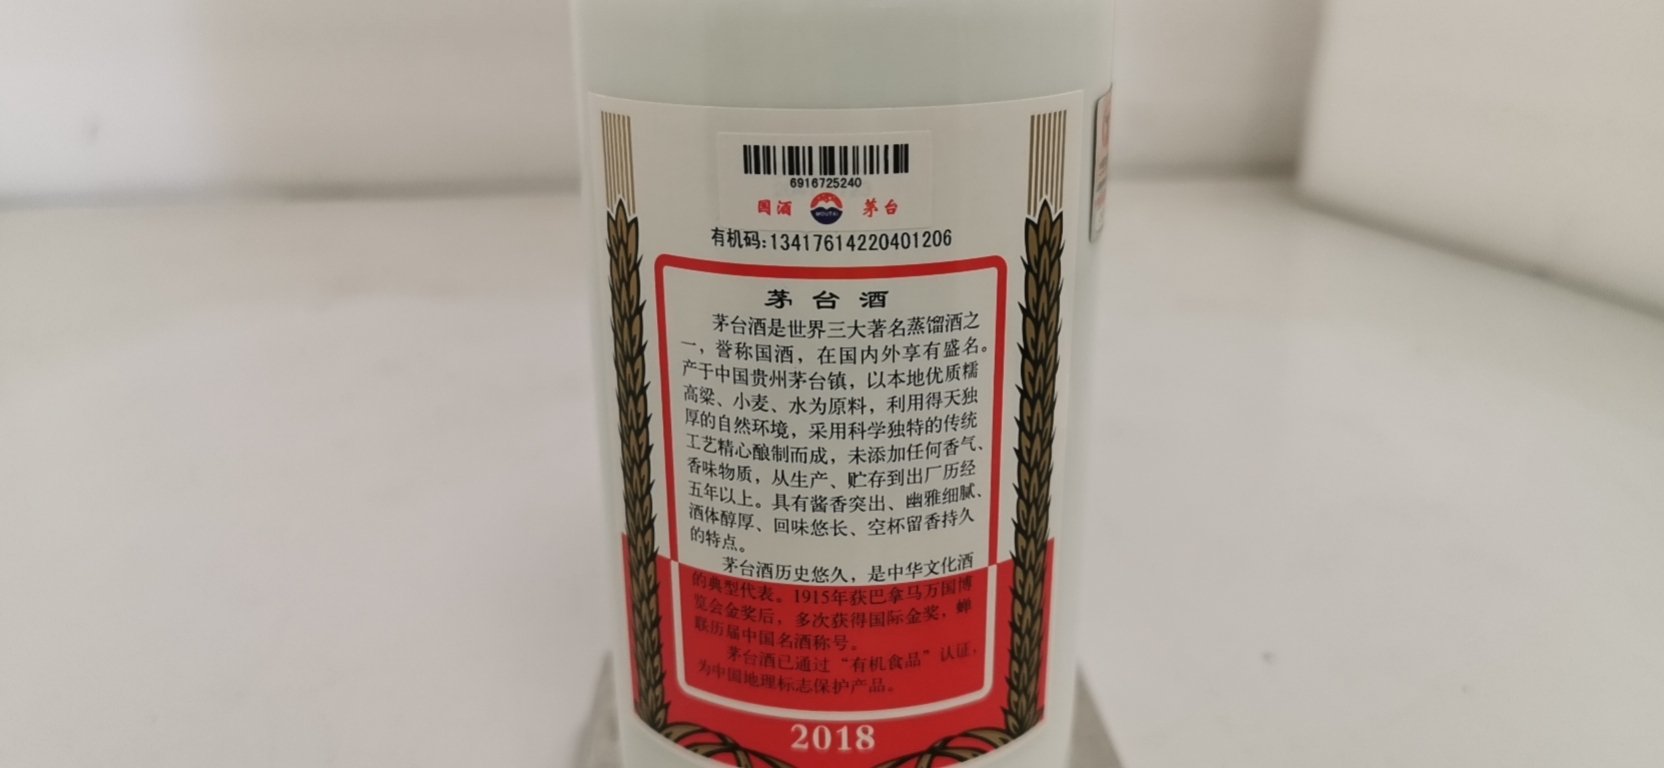 6916725240
国酒 MOUTAI 茅台
有机码:13417614220401206
茅台酒
茅台酒是世界三大著名蒸馏酒之
一，誉称国酒，在国内外享有盛名。
产于中国贵州茅台镇，以本地优质糯
高粱、小麦、水为原料，利用得天独
厚的自然环境，采用科学独特的传统
工艺精心酿制而成，未添加任何香气、
香味物质，从生产、贮存到出厂历经
五年以上。具有酱香突出、幽雅细腻、
酒体醇厚、回味悠长、空杯留香持久
的特点。
茅台酒历史悠久，是中华文化酒
的典型代表。1915年获巴拿马万国博
览会金奖后，多次获得国际金奖，蝉
联历届中国名酒称号。
茅台酒已通过“有机食品”认证，
为中国地理标志保护产品。
2018